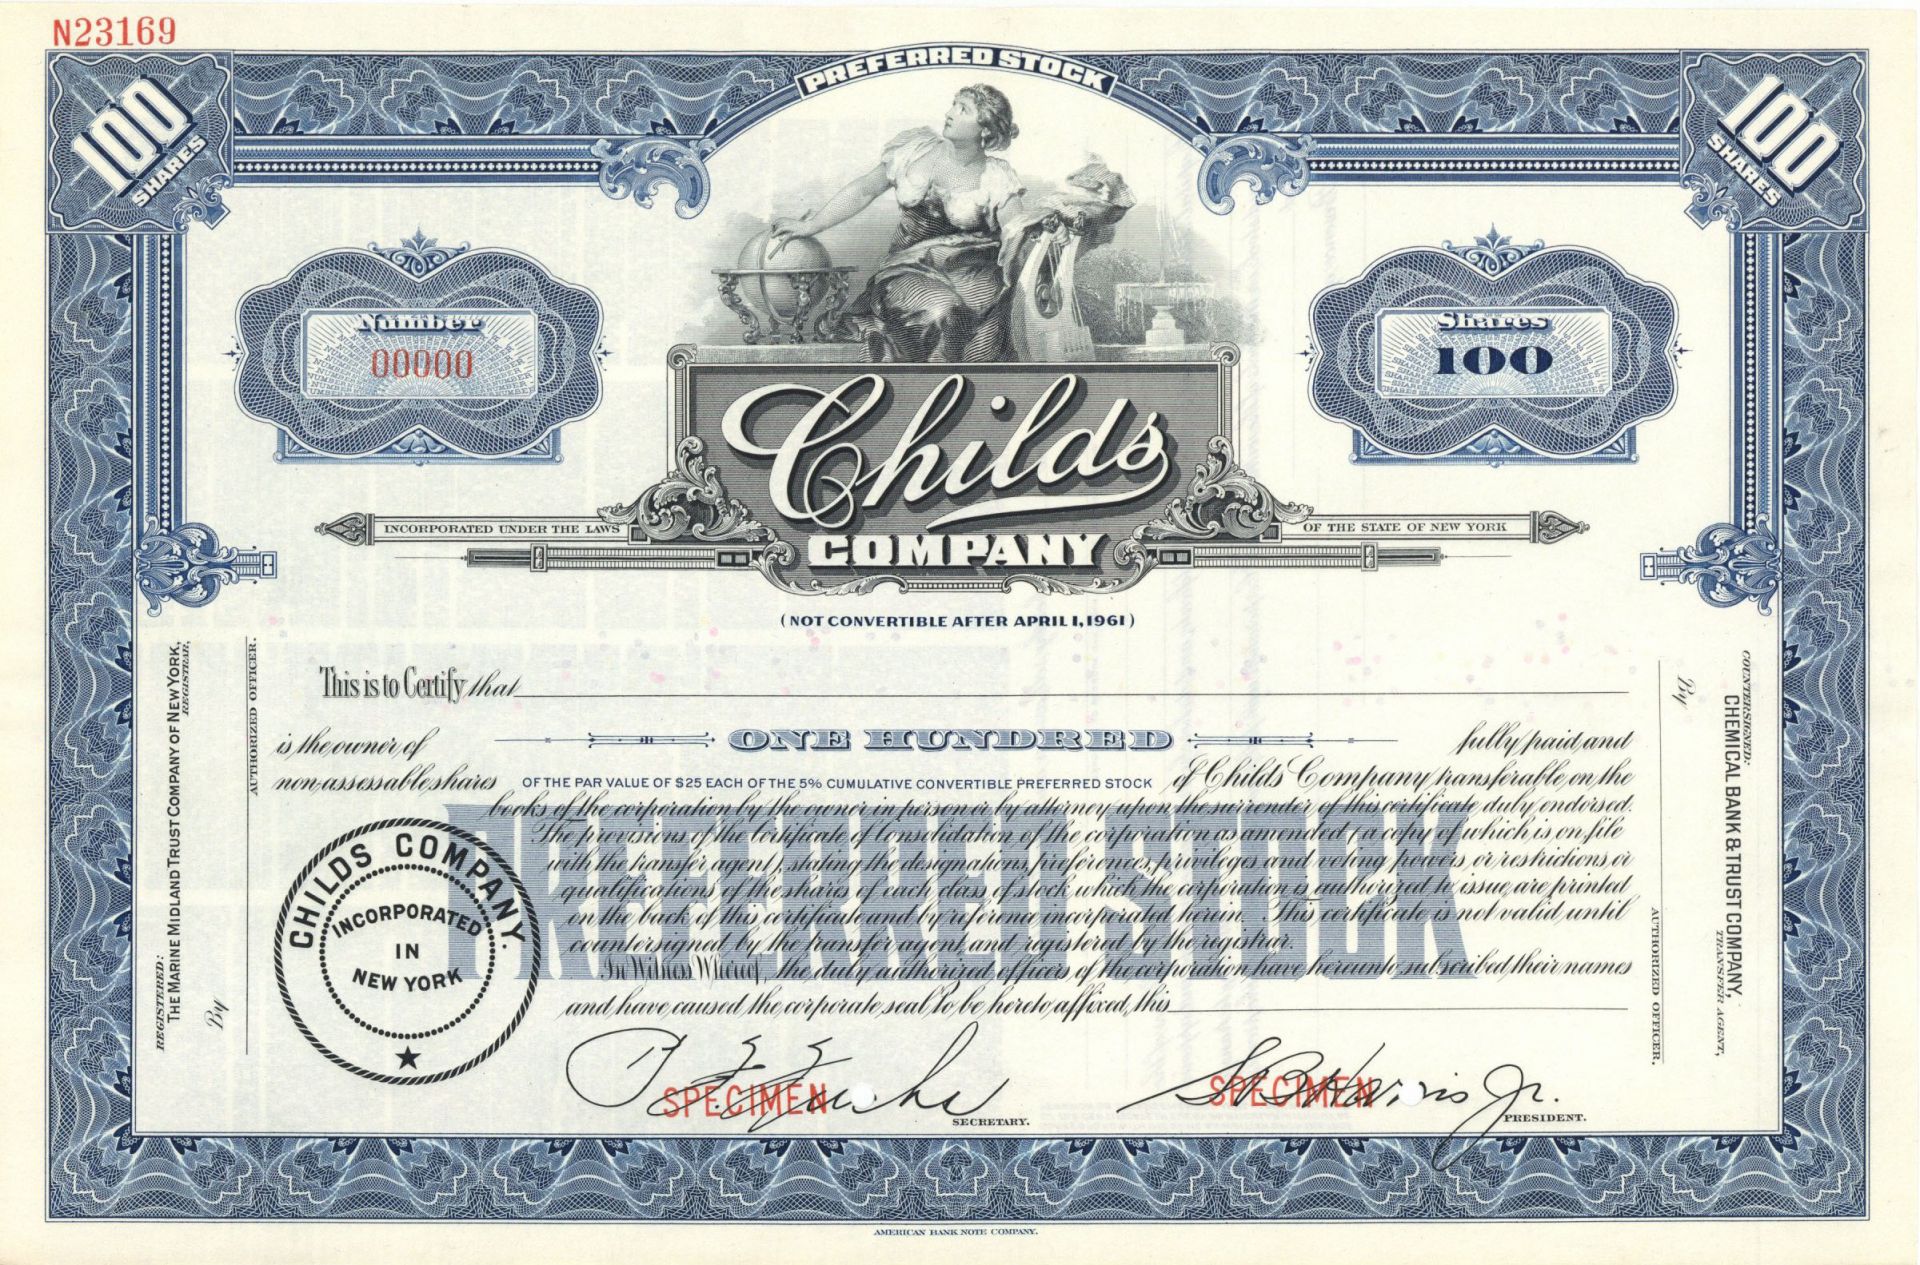 N23169
PREFERRED STOCK
100
SHARES
100
SHARES
Number
00000
Shares
100
Childs
COMPANY
INCORPORATED UNDER THE LAWS
OF THE STATE OF NEW YORK
(NOT CONVERTIBLE AFTER APRIL 1, 1961)
This is to Certify that
is the owner of ONE HUNDRED fully paid and
non-assessable shares OF THE PAR VALUE OF $25 EACH OF THE 5% CUMULATIVE CONVERTIBLE PREFERRED STOCK of Childs Company transferable on the
books of the corporation by the owner in person or by attorney upon the surrender of this certificate duly endorsed.
The provisions of the Certificate of Consolidation of the corporation as amended (a copy of which is on file
with the transfer agent), stating the designations, preferences, privileges and voting powers or restrictions or
qualifications of the shares of each class of stock which the corporation is authorized to issue, are printed
on the back of this certificate and by reference incorporated herein. This certificate is not valid until
countersigned by the transfer agent and registered by the registrar.
In Witness Whereof, the duly authorized officers of the corporation have hereunto subscribed their names
and have caused the corporate seal to be hereto affixed, this
PREFERRED STOCK
CHILDS COMPANY.
INCORPORATED
IN
NEW YORK
SPECIMEN
SECRETARY.
SPECIMEN
S B Harris Jr.
PRESIDENT.
REGISTERED:
THE MARINE MIDLAND TRUST COMPANY OF NEW YORK,
REGISTRAR,
By
AUTHORIZED OFFICER.
COUNTERSIGNED:
CHEMICAL BANK & TRUST COMPANY,
TRANSFER AGENT,
By
AUTHORIZED OFFICER.
AMERICAN BANK NOTE COMPANY.